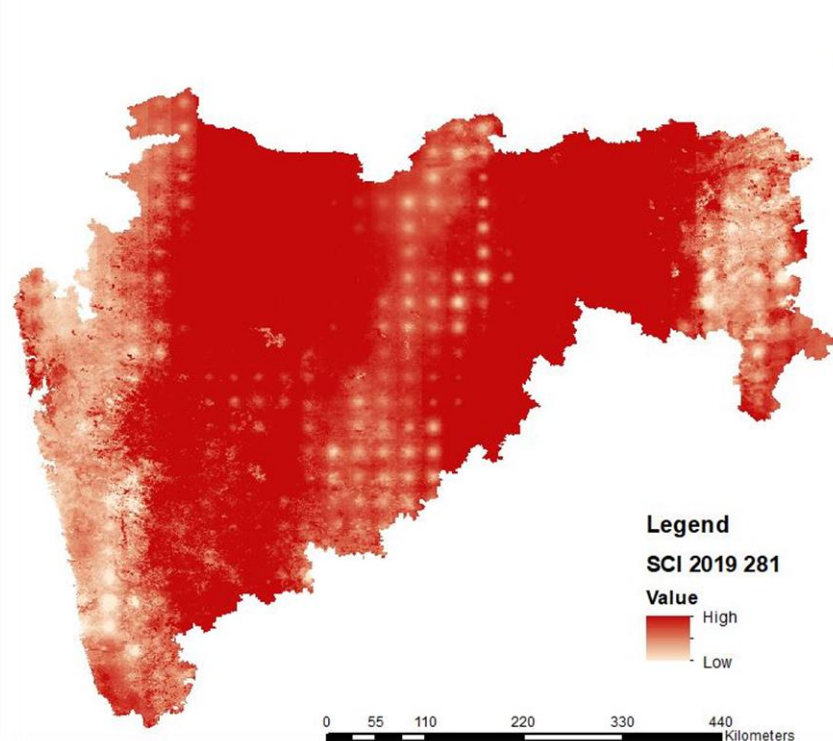 Legend
SCI 2019 281
Value
High
Low
0 55 110 220 330 440
Kilometers